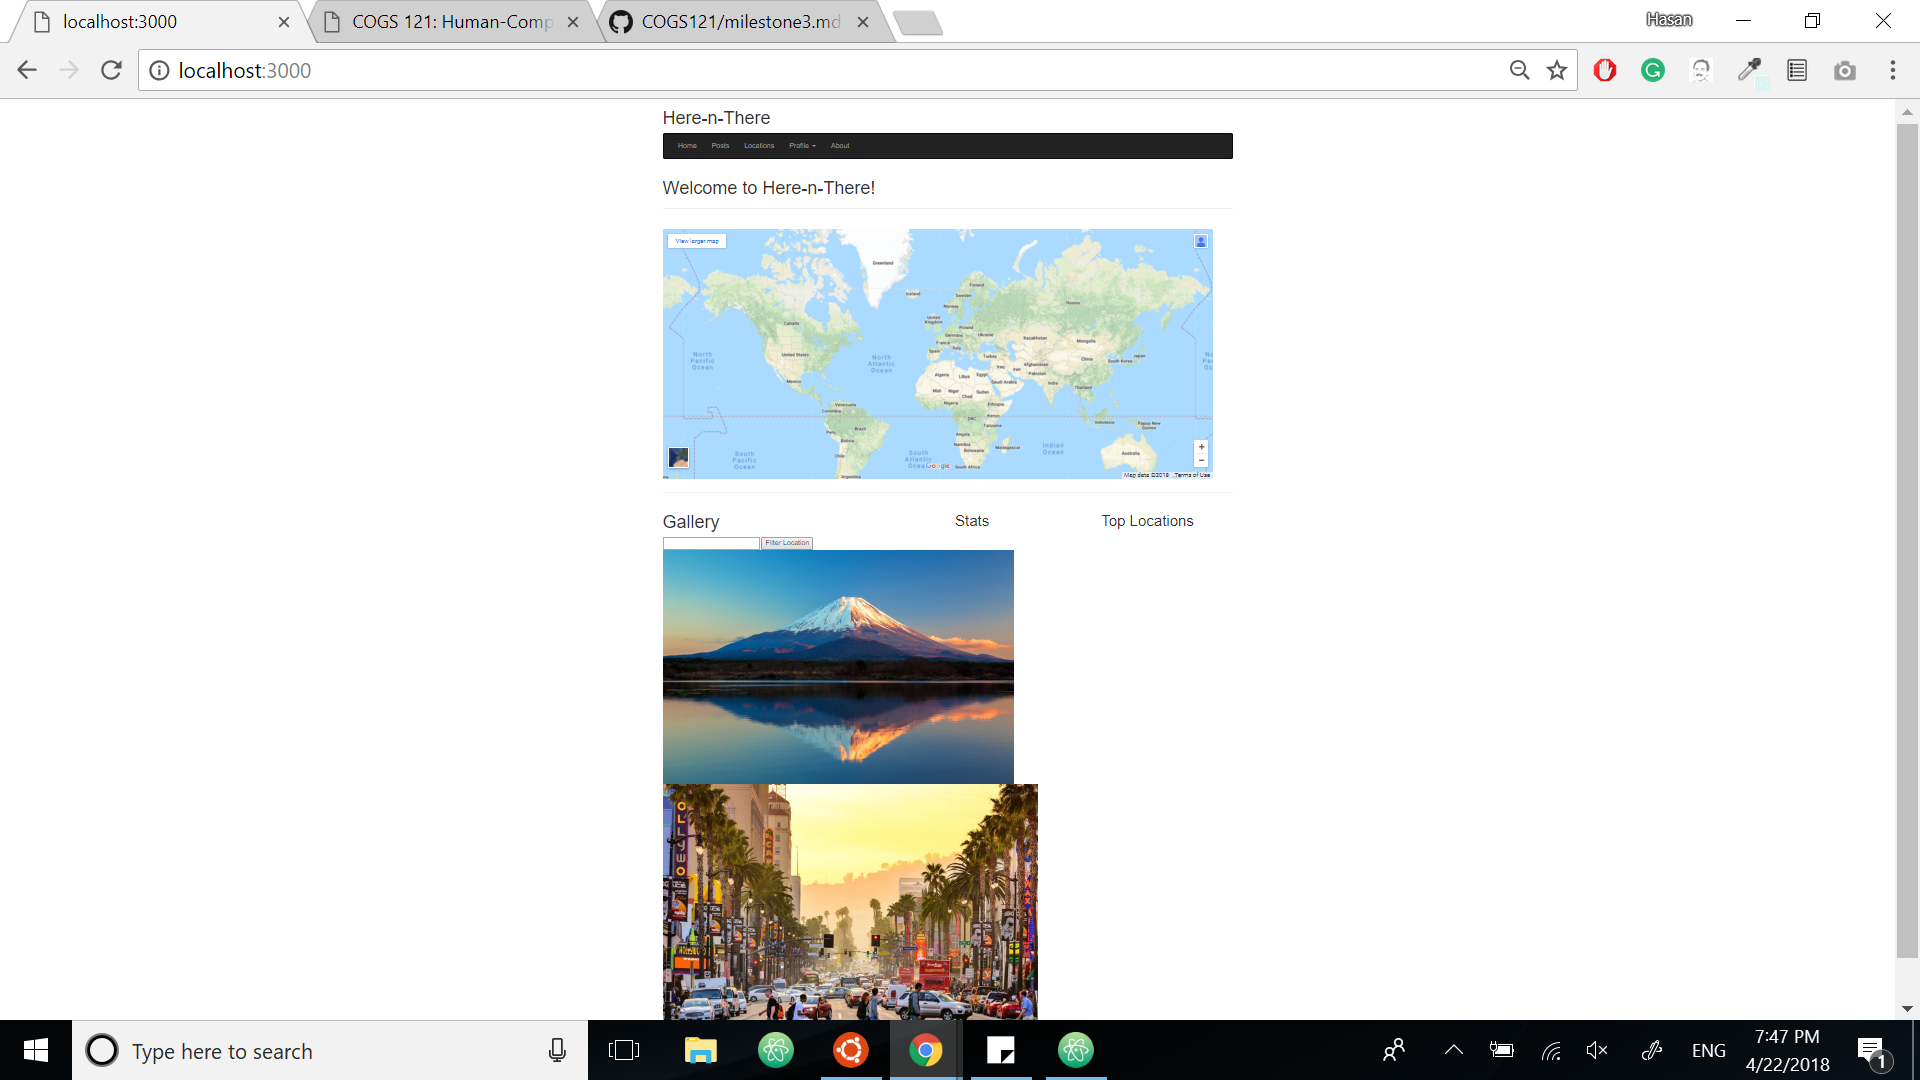 localhost:3000
COGS 121: Human-Comp
COGS121/milestone3.md
Hasan
localhost:3000
Here-n-There
Home Posts Locations Profile About
Welcome to Here-n-There!
View larger map
Greenland
Iceland
Finland
Sweden
Norway
Russia
United Kingdom
Canada
Poland
Germany
Ukraine
France
Italy
Kazakhstan
Mongolia
Spain
Turkey
United States
North Pacific Ocean
North Atlantic Ocean
China
Japan
South Korea
Iraq
Iran
Afghanistan
Pakistan
Algeria
Libya
Egypt
Saudi Arabia
India
Mexico
Mali
Niger
Sudan
Chad
Thailand
Nigeria
Ethiopia
Venezuela
Colombia
DRC
Kenya
Tanzania
Indonesia
Papua New Guinea
Peru
Brazil
Bolivia
Angola
Namibia
Botswana
Madagascar
Indian Ocean
Australia
Chile
South Pacific Ocean
South Atlantic Ocean
Google
South Africa
Argentina
Map data ©2018 Terms of Use
Gallery
Stats
Top Locations
Filter Location
OLLYWO
Type here to search
ENG
7:47 PM
4/22/2018
1